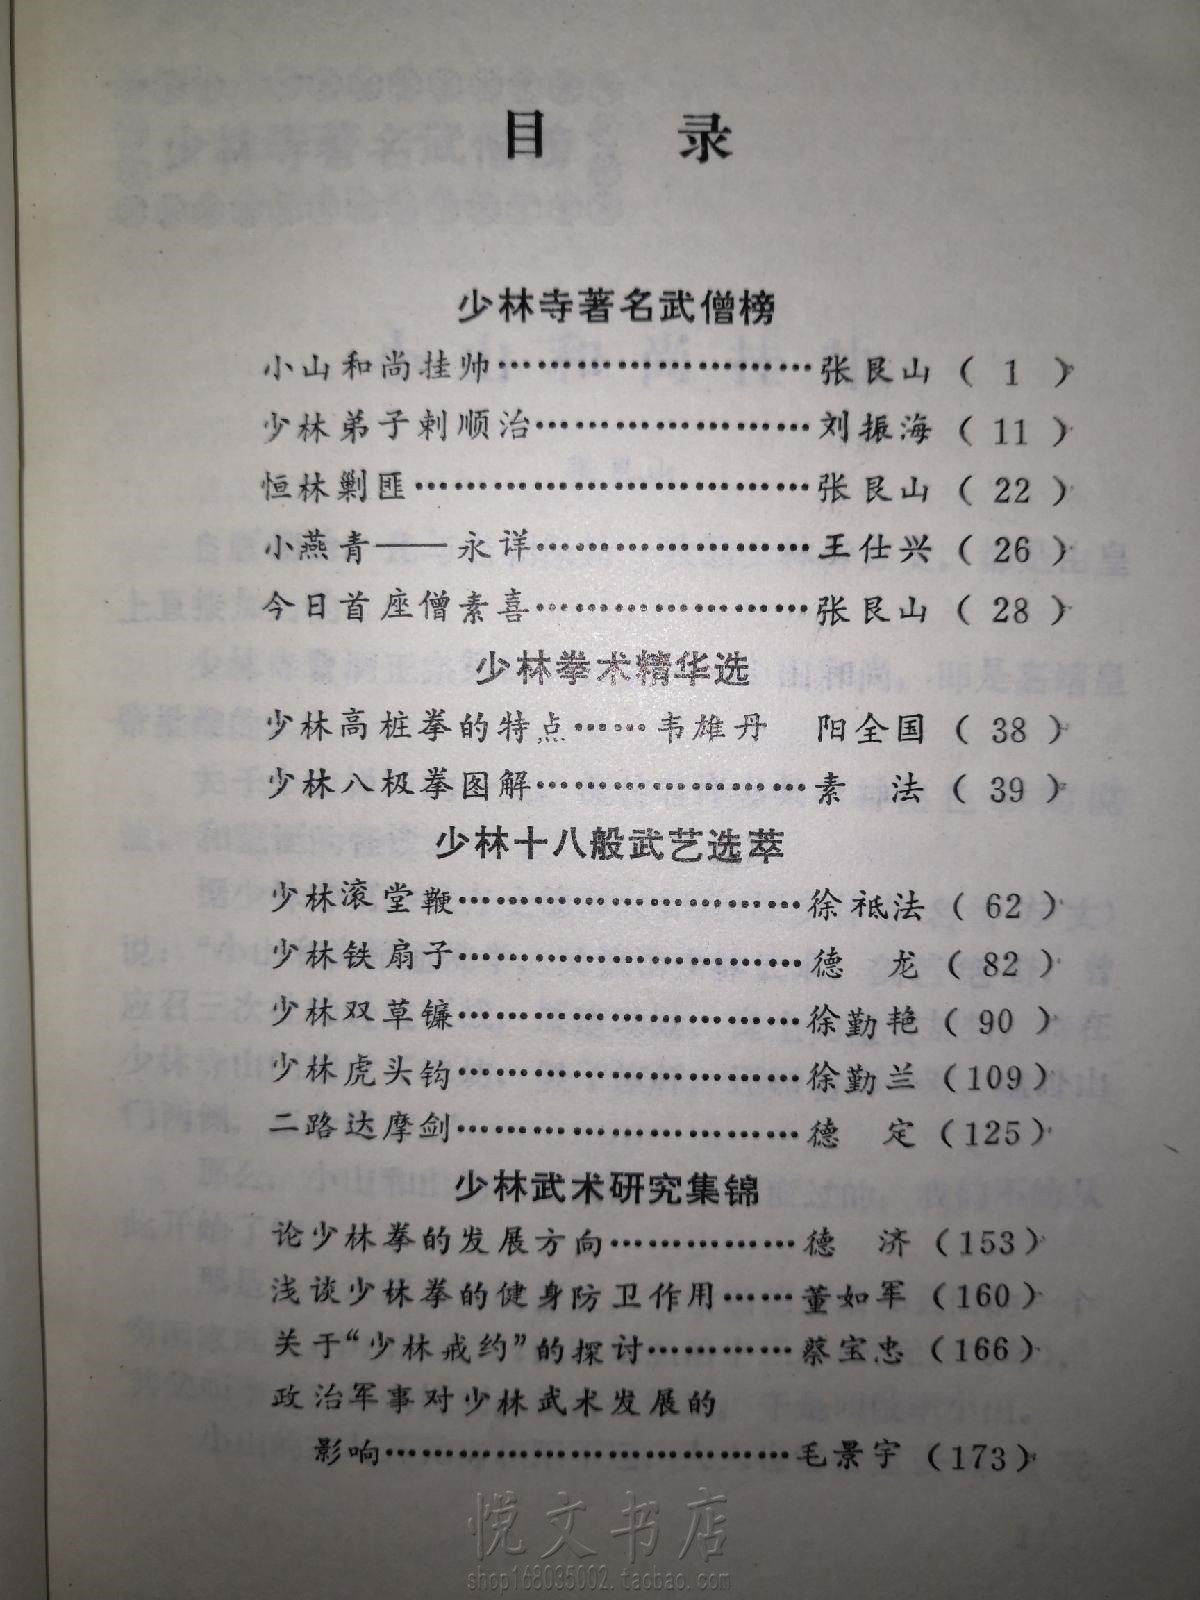 目 录
少林寺著名武僧榜
小山和尚挂帅……………………张艮山（ 1 ）
少林弟子刺顺治…………………刘振海（ 11 ）
恒林剿匪…………………………张艮山（ 22 ）
小燕青——永详…………………王仕兴（ 26 ）
今日首座僧素喜…………………张艮山（ 28 ）
少林拳术精华选
少林高桩拳的特点……韦雄丹 阳全国（ 38 ）
少林八极拳图解…………………素 法（ 39 ）
少林十八般武艺选萃
少林滚堂鞭………………………徐祗法（ 62 ）
少林铁扇子………………………德 龙（ 82 ）
少林双草镰………………………徐勤艳（ 90 ）
少林虎头钩………………………徐勤兰（109）
二路达摩剑………………………德 定（125）
少林武术研究集锦
论少林拳的发展方向……………德 济（153）
浅谈少林拳的健身防卫作用……董如军（160）
关于“少林戒约”的探讨…………蔡宝忠（166）
政治军事对少林武术发展的
影响…………………………毛景宇（173）
悦文书店
shop168035002.taobao.com